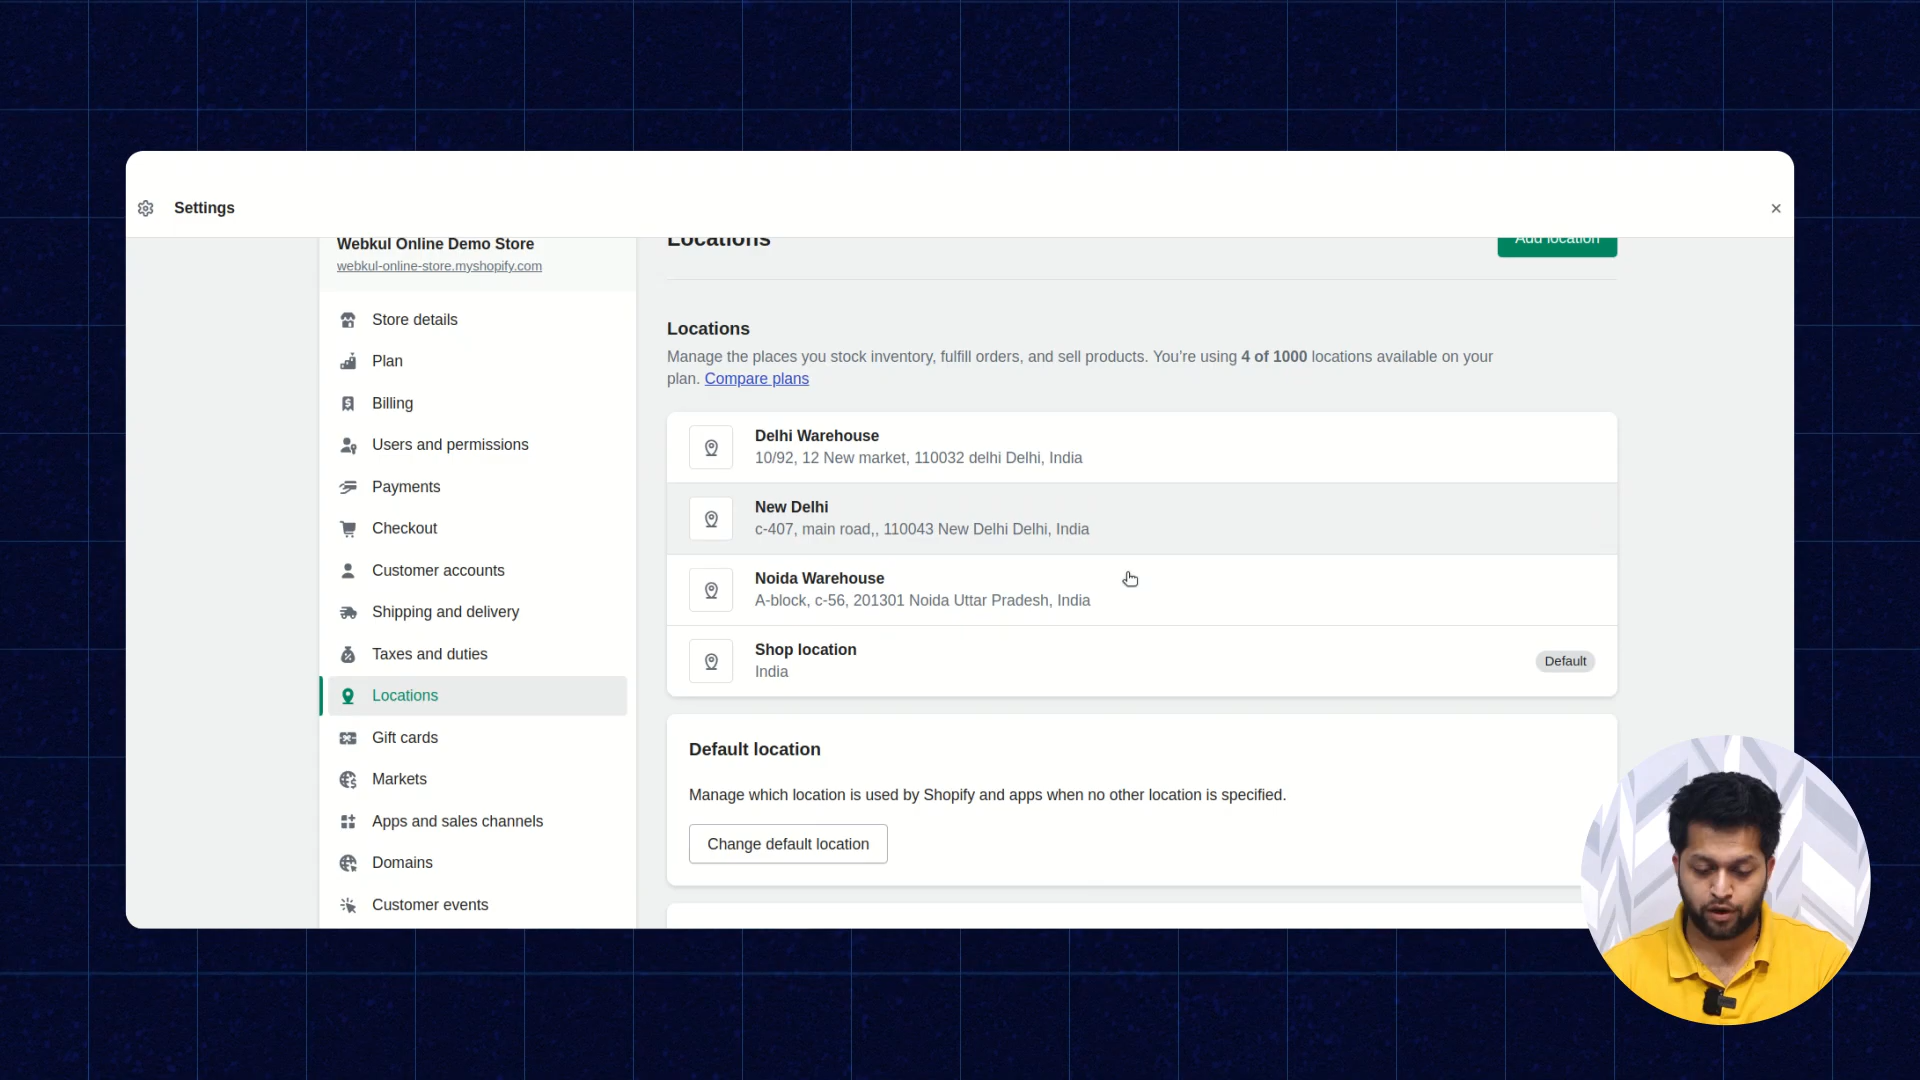 Settings
Webkul Online Demo Store
webkul-online-store.myshopify.com
Store details
Plan
Billing
Users and permissions
Payments
Checkout
Customer accounts
Shipping and delivery
Taxes and duties
Locations
Gift cards
Markets
Apps and sales channels
Domains
Customer events
Locations
Add location
Locations
Manage the places you stock inventory, fulfill orders, and sell products. You're using 4 of 1000 locations available on your
plan. Compare plans
Delhi Warehouse
10/92, 12 New market, 110032 delhi Delhi, India
New Delhi
c-407, main road,, 110043 New Delhi Delhi, India
Noida Warehouse
A-block, c-56, 201301 Noida Uttar Pradesh, India
Shop location
India
Default
Default location
Manage which location is used by Shopify and apps when no other location is specified.
Change default location